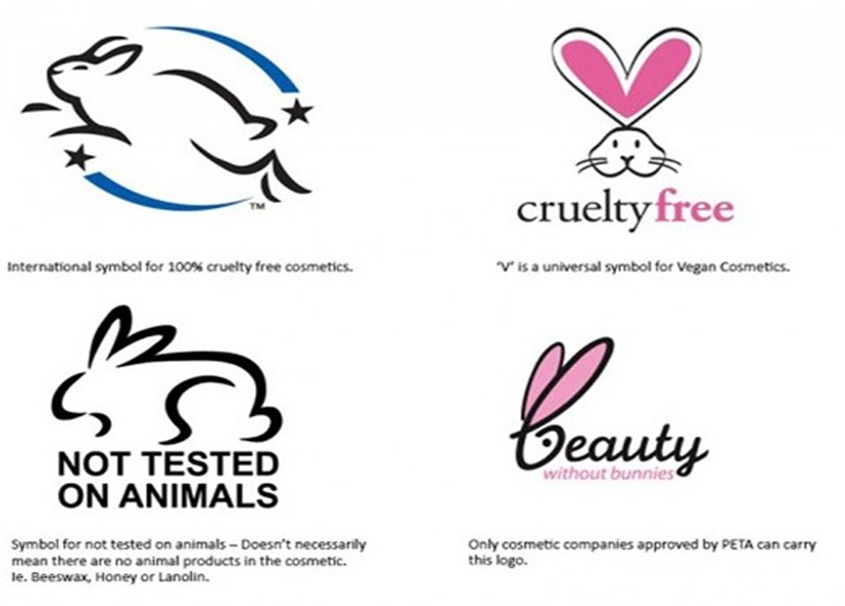 TM
cruelty free
International symbol for 100% cruelty free cosmetics.
'V' is a universal symbol for Vegan Cosmetics.
NOT TESTED
ON ANIMALS
Beauty
without bunnies
Symbol for not tested on animals – Doesn't necessarily
mean there are no animal products in the cosmetic.
Ie. Beeswax, Honey or Lanolin.
Only cosmetic companies approved by PETA can carry
this logo.